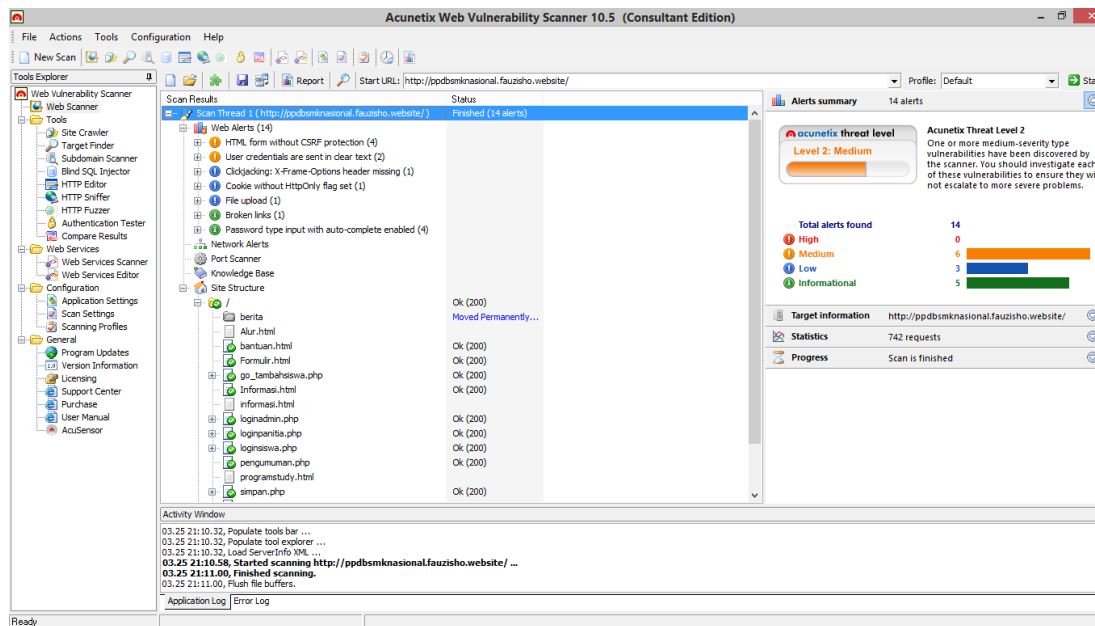 Acunetix Web Vulnerability Scanner 10.5 (Consultant Edition)
File Actions Tools Configuration Help
New Scan
Tools Explorer
Web Vulnerability Scanner
Web Scanner
Tools
Site Crawler
Target Finder
Subdomain Scanner
Blind SQL Injector
HTTP Editor
HTTP Sniffer
HTTP Fuzzer
Authentication Tester
Compare Results
Web Services
Web Services Scanner
Web Services Editor
Configuration
Application Settings
Scan Settings
Scanning Profiles
General
Program Updates
Version Information
Licensing
Support Center
Purchase
User Manual
AcuSensor
Report Start URL: http://ppdbsmknasional.fauzisho.website/ Profile: Default Sta
Scan Results Status
Scan Thread 1 ( http://ppdbsmknasional.fauzisho.website/ ) Finished (14 alerts)
Web Alerts (14)
HTML form without CSRF protection (4)
User credentials are sent in clear text (2)
Clickjacking: X-Frame-Options header missing (1)
Cookie without HttpOnly flag set (1)
File upload (1)
Broken links (1)
Password type input with auto-complete enabled (4)
Network Alerts
Port Scanner
Knowledge Base
Site Structure
/ Ok (200)
berita Moved Permanently...
Alur.html
bantuan.html Ok (200)
Formulir.html Ok (200)
go_tambahsiswa.php Ok (200)
Informasi.html Ok (200)
informasi.html
loginadmin.php Ok (200)
loginpanitia.php Ok (200)
loginsiswa.php Ok (200)
pengumuman.php Ok (200)
programstudy.html
simpan.php Ok (200)
Alerts summary 14 alerts
acunetix threat level
Level 2: Medium
Acunetix Threat Level 2
One or more medium-severity type
vulnerabilities have been discovered by
the scanner. You should investigate each
of these vulnerabilities to ensure they wi
not escalate to more severe problems.
Total alerts found 14
High 0
Medium 6
Low 3
Informational 5
Target information http://ppdbsmknasional.fauzisho.website/
Statistics 742 requests
Progress Scan is finished
Activity Window
03.25 21:10.32, Populate tools bar ...
03.25 21:10.32, Populate tool explorer ...
03.25 21:10.32, Load ServerInfo XML ...
03.25 21:10.58, Started scanning http://ppdbsmknasional.fauzisho.website/ ...
03.25 21:11.00, Finished scanning.
03.25 21:11.00, Flush file buffers.
Application Log Error Log
Ready